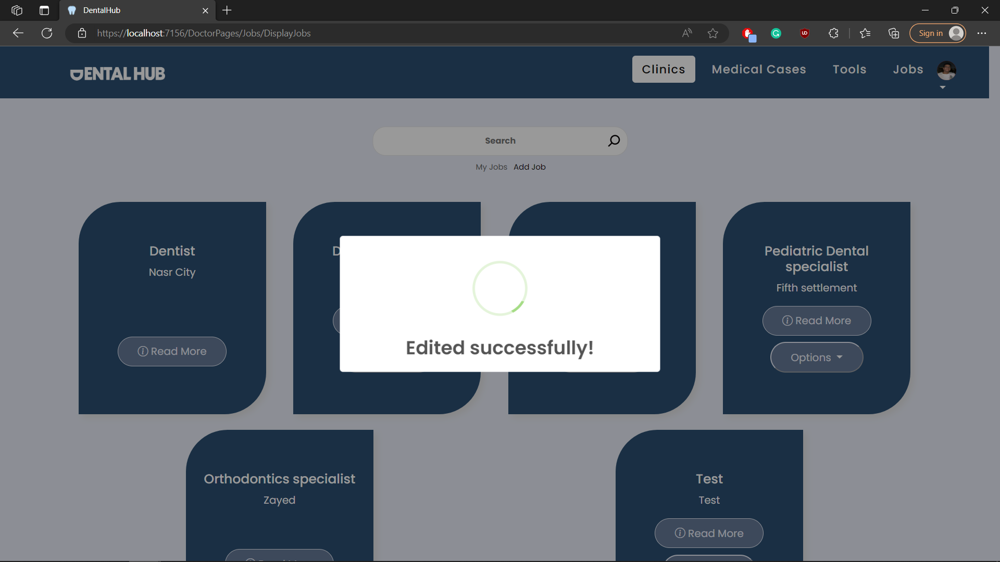 DentalHub
https://localhost:7156/DoctorPages/Jobs/DisplayJobs
Sign in
DENTAL HUB
Clinics
Medical Cases
Tools
Jobs
Search
My Jobs Add Job
Dentist
Nasr City
Read More
Pediatric Dental
specialist
Fifth settlement
Read More
Options
Edited successfully!
Orthodontics specialist
Zayed
Test
Test
Read More